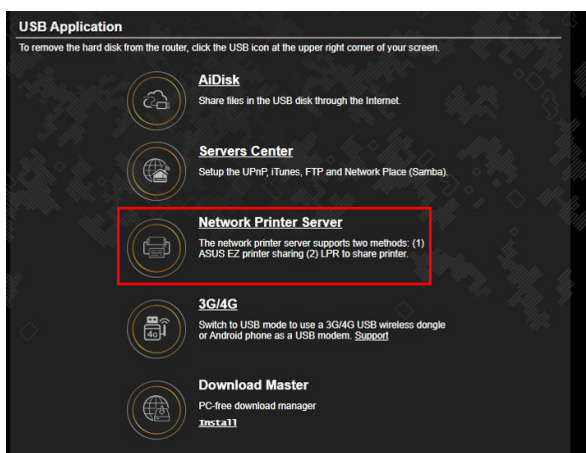 USB Application
To remove the hard disk from the router, click the USB icon at the upper right corner of your screen.
AiDisk
Share files in the USB disk through the Internet.
Servers Center
Setup the UPnP, iTunes, FTP and Network Place (Samba).
Network Printer Server
The network printer server supports two methods: (1)
ASUS EZ printer sharing (2) LPR to share printer.
3G/4G
4G
Switch to USB mode to use a 3G/4G USB wireless dongle
or Android phone as a USB modem. Support
Download Master
PC-free download manager
Install